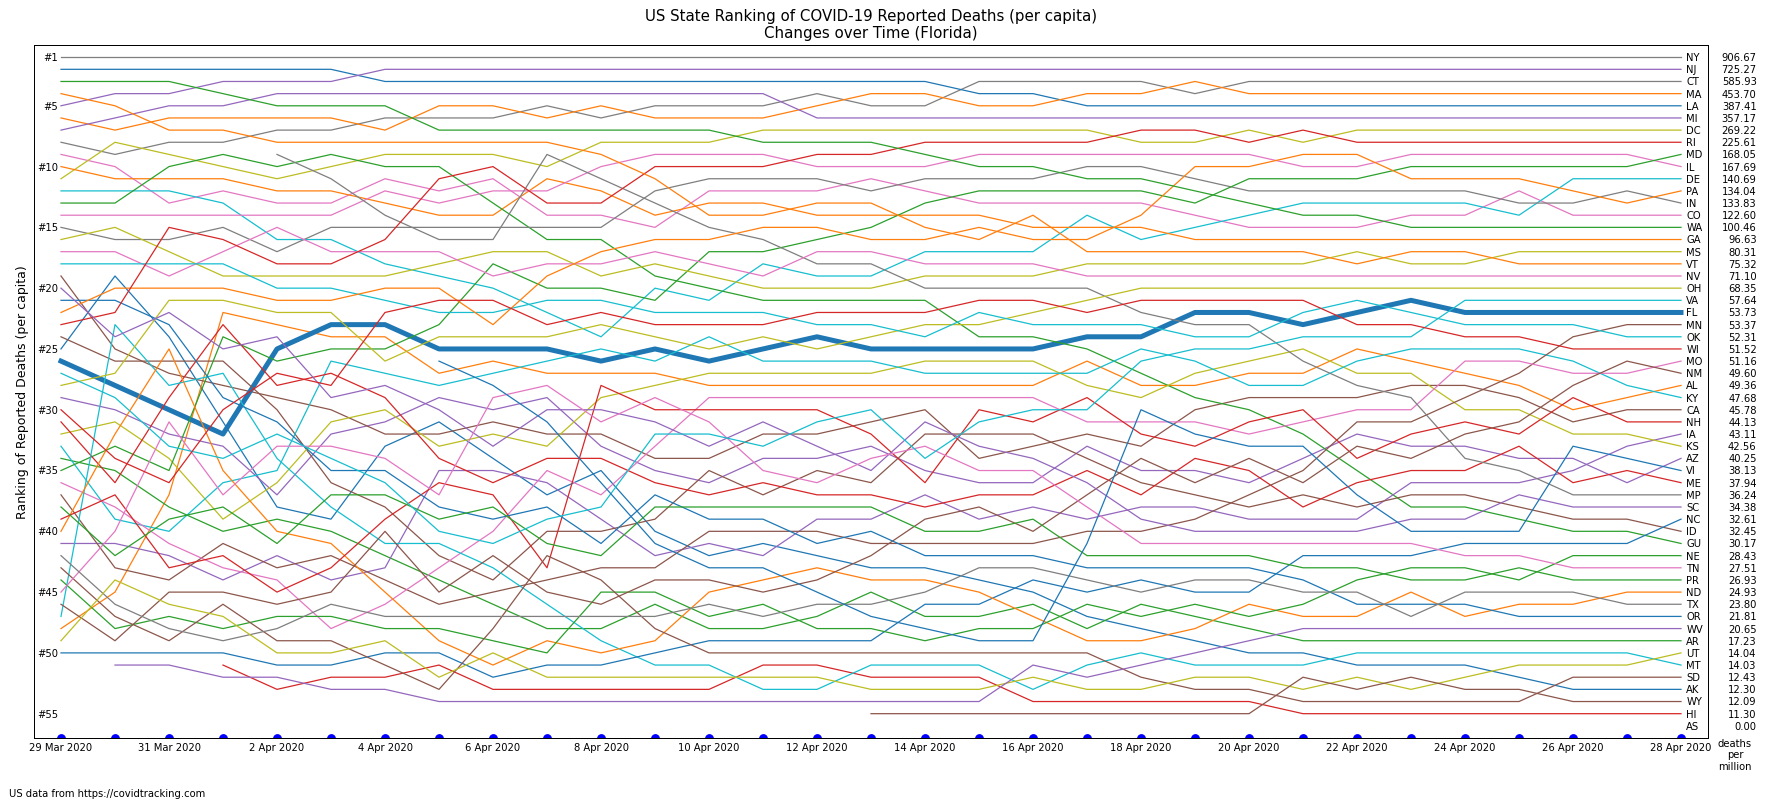 US State Ranking of COVID-19 Reported Deaths (per capita)
Changes over Time (Florida)
Ranking of Reported Deaths (per capita)
#1
#5
#10
#15
#20
#25
#30
#35
#40
#45
#50
#55
NY 906.67
NJ 725.27
CT 585.93
MA 453.70
LA 387.41
MI 357.17
DC 269.22
RI 225.61
MD 168.05
IL 167.69
DE 140.69
PA 134.04
IN 133.83
CO 122.60
WA 100.46
GA 96.63
MS 80.31
VT 75.32
NV 71.10
OH 68.35
VA 57.64
FL 53.73
MN 53.37
OK 52.31
WI 51.52
MO 51.16
NM 49.60
AL 49.36
KY 47.68
CA 45.78
NH 44.13
IA 43.11
KS 42.56
AZ 40.25
VI 38.13
ME 37.94
MP 36.24
SC 34.38
NC 32.61
ID 32.45
GU 30.17
NE 28.43
TN 27.51
PR 26.93
ND 24.93
TX 23.80
OR 21.81
WV 20.65
AR 17.23
UT 14.04
MT 14.03
SD 12.43
AK 12.30
WY 12.09
HI 11.30
AS 0.00
29 Mar 2020 31 Mar 2020 2 Apr 2020 4 Apr 2020 6 Apr 2020 8 Apr 2020 10 Apr 2020 12 Apr 2020 14 Apr 2020 16 Apr 2020 18 Apr 2020 20 Apr 2020 22 Apr 2020 24 Apr 2020 26 Apr 2020 28 Apr 2020
deaths
per
million
US data from https://covidtracking.com